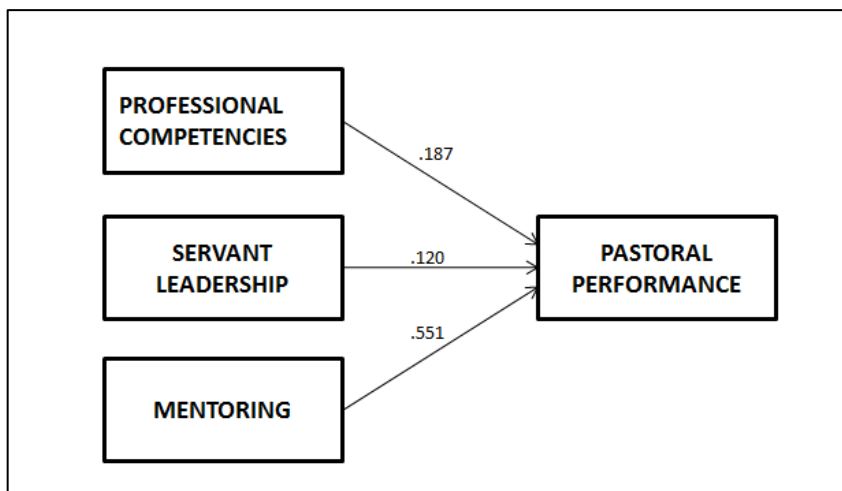 PROFESSIONAL
COMPETENCIES
.187
SERVANT
LEADERSHIP
.120
PASTORAL
PERFORMANCE
.551
MENTORING